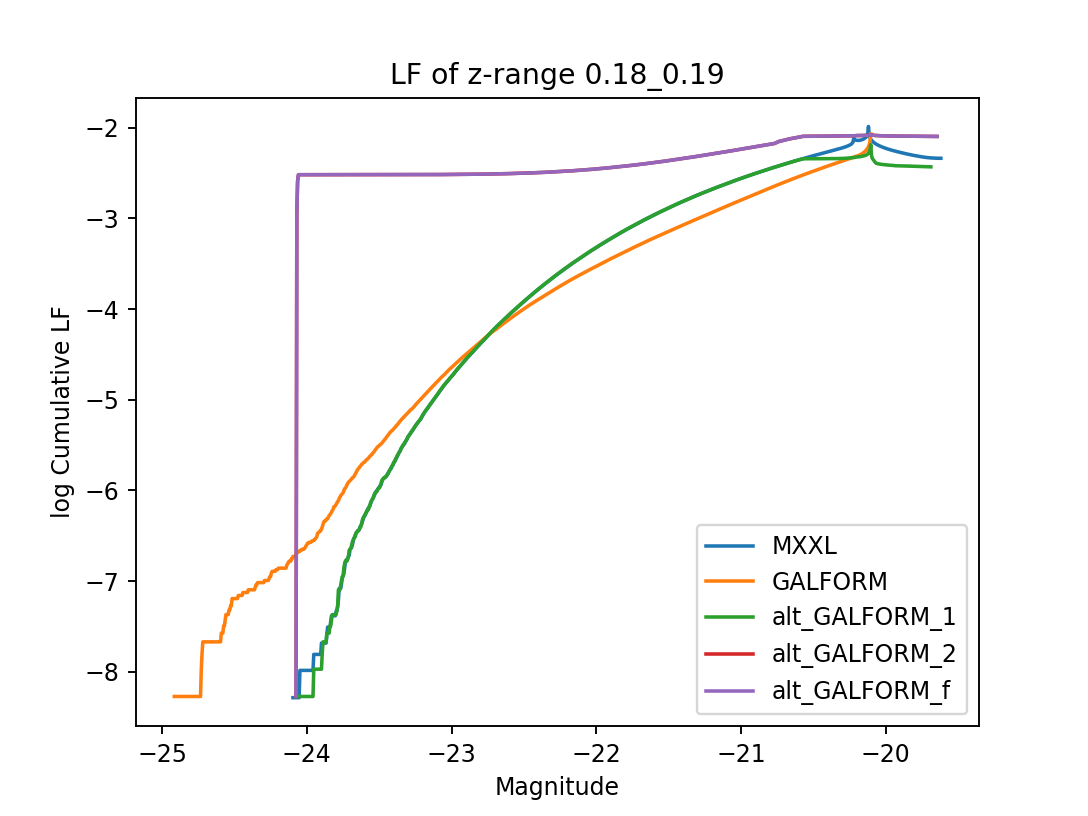 LF of z-range 0.18_0.19
log Cumulative LF
−2
−3
−4
−5
−6
−7
−8
MXXL
GALFORM
alt_GALFORM_1
alt_GALFORM_2
alt_GALFORM_f
−25 −24 −23 −22 −21 −20
Magnitude